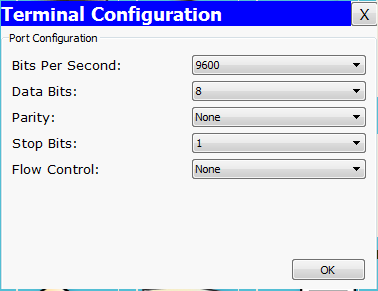 Terminal Configuration X
Port Configuration
Bits Per Second: 9600
Data Bits: 8
Parity: None
Stop Bits: 1
Flow Control: None
OK